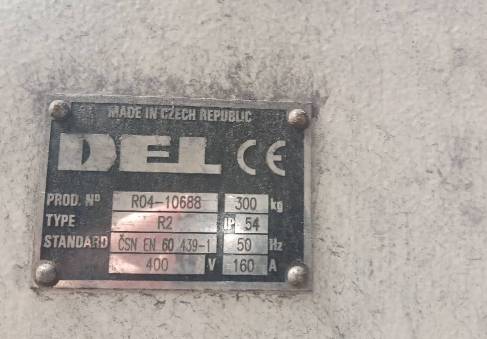 MADE IN CZECH REPUBLIC
DEL CE
PROD. Nº R04-10688 300 kg
TYPE R2 IP 54
STANDARD ČSN EN 60 439-1 50 Hz
400 V 160 A